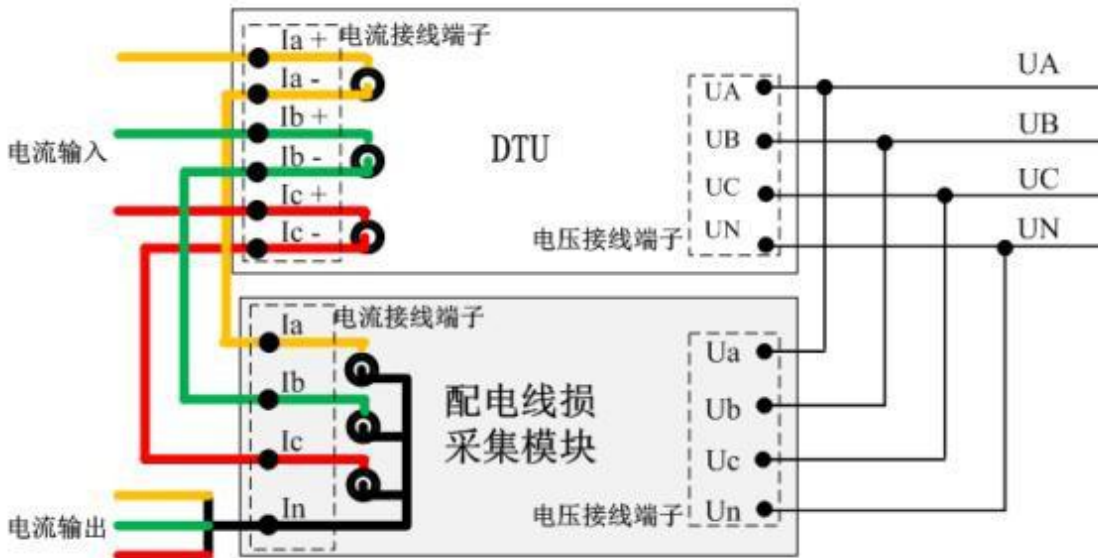 Ia + 电流接线端子
Ia -
Ib +
电流输入
Ib -
Ic +
Ic -
DTU
UA
UB
UC
UN
电压接线端子
UA
UB
UC
UN
Ia 电流接线端子
Ib
Ic
In
电流输出
配电线损
采集模块
Ua
Ub
Uc
Un
电压接线端子